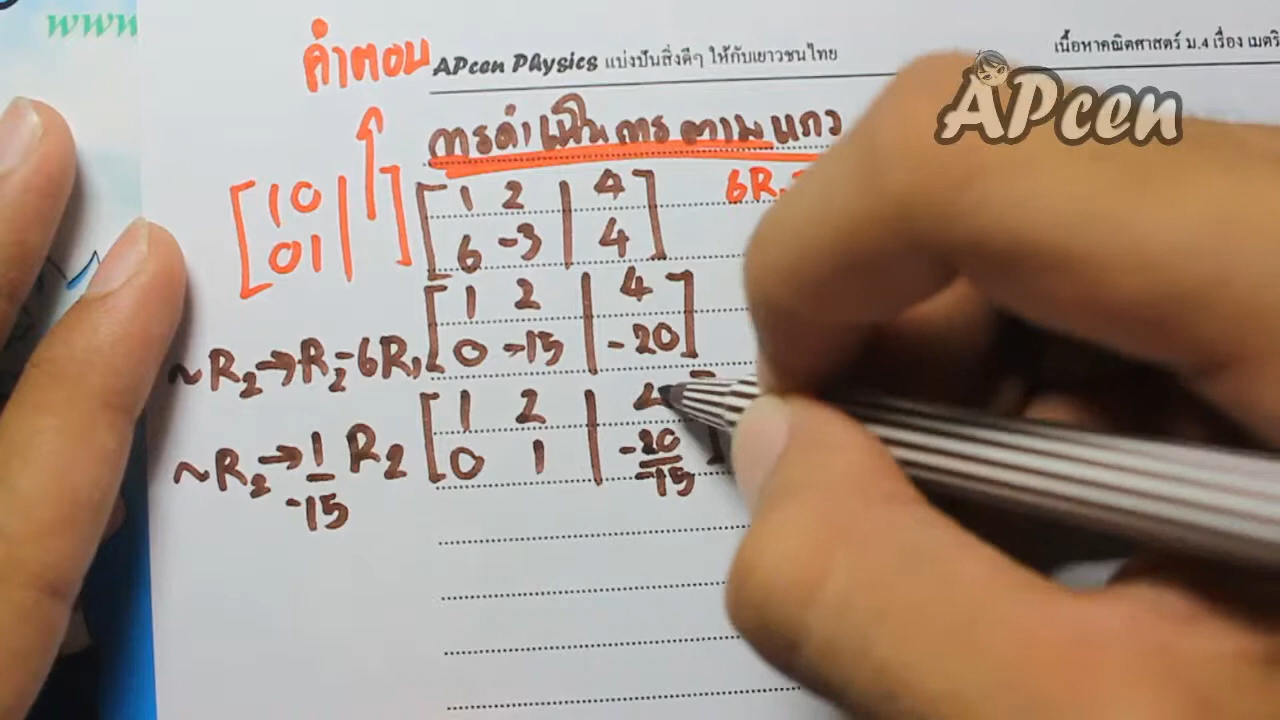 www
คำตอบ
APcen Physics แบ่งปันสิ่งดีๆ ให้กับเยาวชนไทย
เนื้อหาคณิตศาสตร์ ม.4 เรื่อง เมตริ
APcen
การดำเนินการตามแถว
[1 0 | ]
[0 1 | ]
[1 2 | 4] 6R
[6 -3 | 4]
[1 2 | 4]
~R₂→R₂-6R₁ [0 -15 | -20]
[1 2 | 4
~R₂→1/-15 R₂ [0 1 | -20/-15]